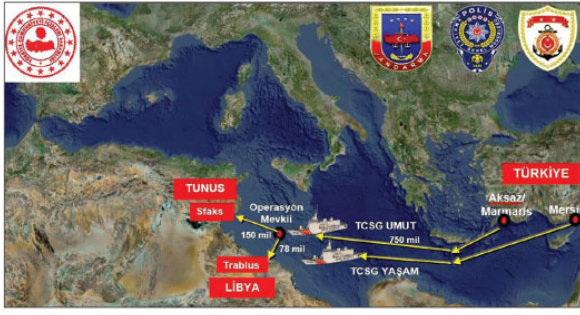 JANDARMA
POLİS
TÜRKİYE
TUNUS
Sfaks
Operasyon
Mevkii
150 mil
78 mil
Trablus
LİBYA
TCSG UMUT
750 mil
TCSG YAŞAM
Aksaz/
Marmaris
Mersi